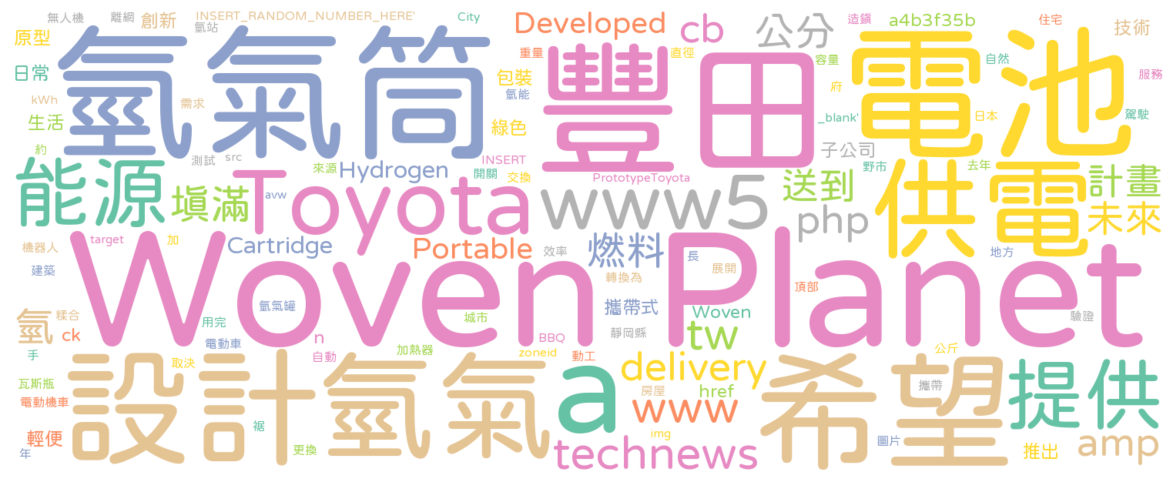 無人機 離網 創新 INSERT_RANDOM_NUMBER_HERE' City Developed cb 公分 造鎮 a4b3f35b 住宅 技術
原型 氫站 重量 直徑 容量 自然
日常 氫氣筒 包裝 豐田 電池 服務
kWh 需求 氫能 府 駕駛
生活 綠色 _blank' 日本
約 測試 src 來源 Hydrogen INSERT 開關 交換 子公司 野市 去年
能源 填滿 Toyota avw PrototypeToyota www5 送到 供電 計畫
php 未來
機器人 target 加 Cartridge Portable 效率 燃料 長 地方
建築 Woven Planet 轉換為 展開 頂部
氫氣罐 攜帶式 Woven
氫 糅合 ck 用完 n 城市 靜岡縣 tw 驗證
手 電動車 自動 加熱器 BBQ zoneid 動工 公斤
瓦斯瓶 取決 delivery
電動機車 設計 氫氣 a 房屋 href 希望 攜帶 提供
裾 www
輕便 img 圖片 amp
年 更換 technews 推出